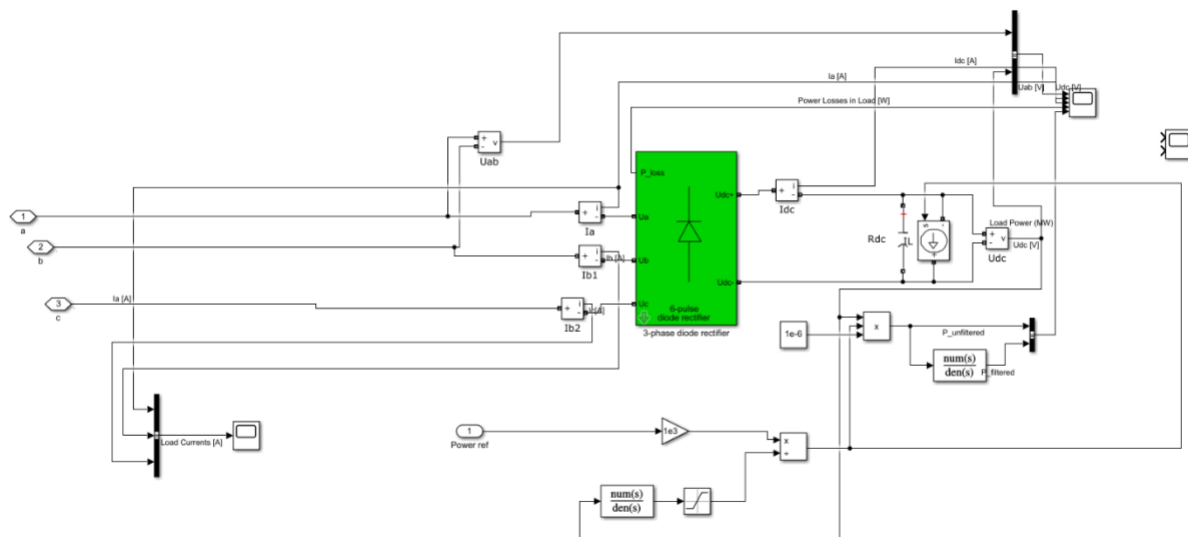 Idc [A]
Ia [A]
Uab [V]
Udc [V]
Power Losses in Load [W]
+
-
v
Uab
P_loss
Udc+
+
i
-
Idc
1
a
+
i
-
Ia
Ua
Rdc
IL
s
-
Load Power (MW)
+
-
v
Udc
Udc [V]
2
b
+
i
-
Ib1
Ub
Udc-
Ia [A]
3
c
+
i
-
Ib2
Uc
6-pulse
diode rectifier
3-phase diode rectifier
1e-6
x
P_unfiltered
num(s)
den(s)
P_filtered
Load Currents [A]
1
Power ref
1e3
x
÷
num(s)
den(s)